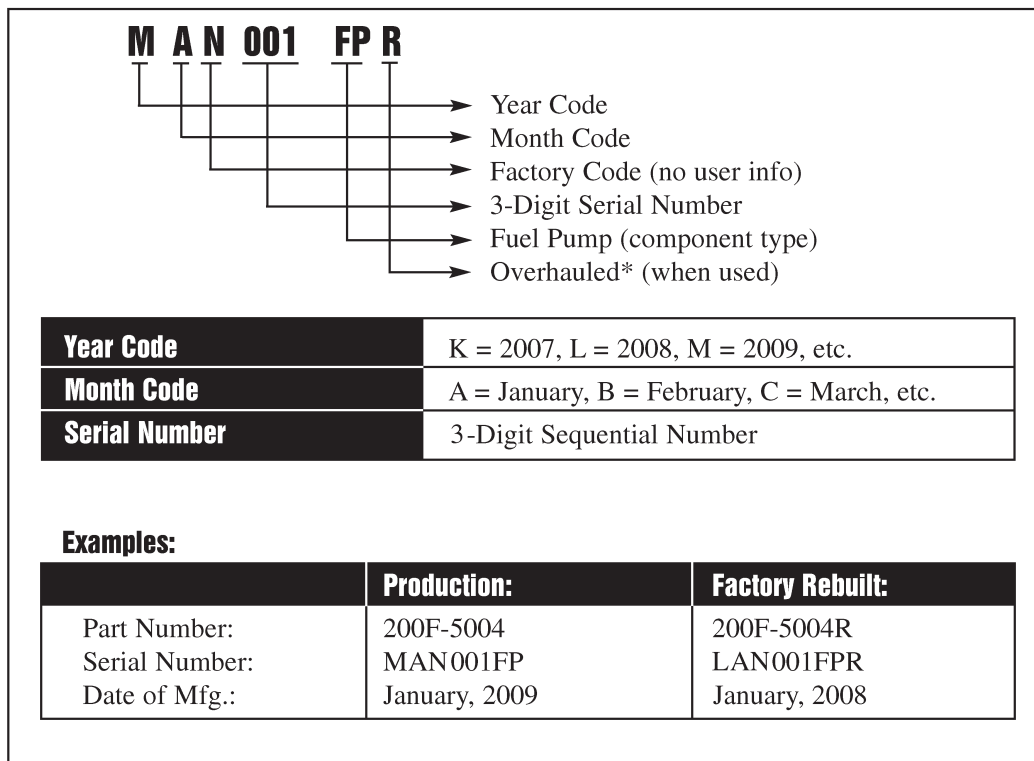 M A N 001 FP R
Year Code
Month Code
Factory Code (no user info)
3-Digit Serial Number
Fuel Pump (component type)
Overhauled* (when used)
Year Code K = 2007, L = 2008, M = 2009, etc.
Month Code A = January, B = February, C = March, etc.
Serial Number 3-Digit Sequential Number
Examples:
Production: Factory Rebuilt:
Part Number: 200F-5004 200F-5004R
Serial Number: MAN001FP LAN001FPR
Date of Mfg.: January, 2009 January, 2008